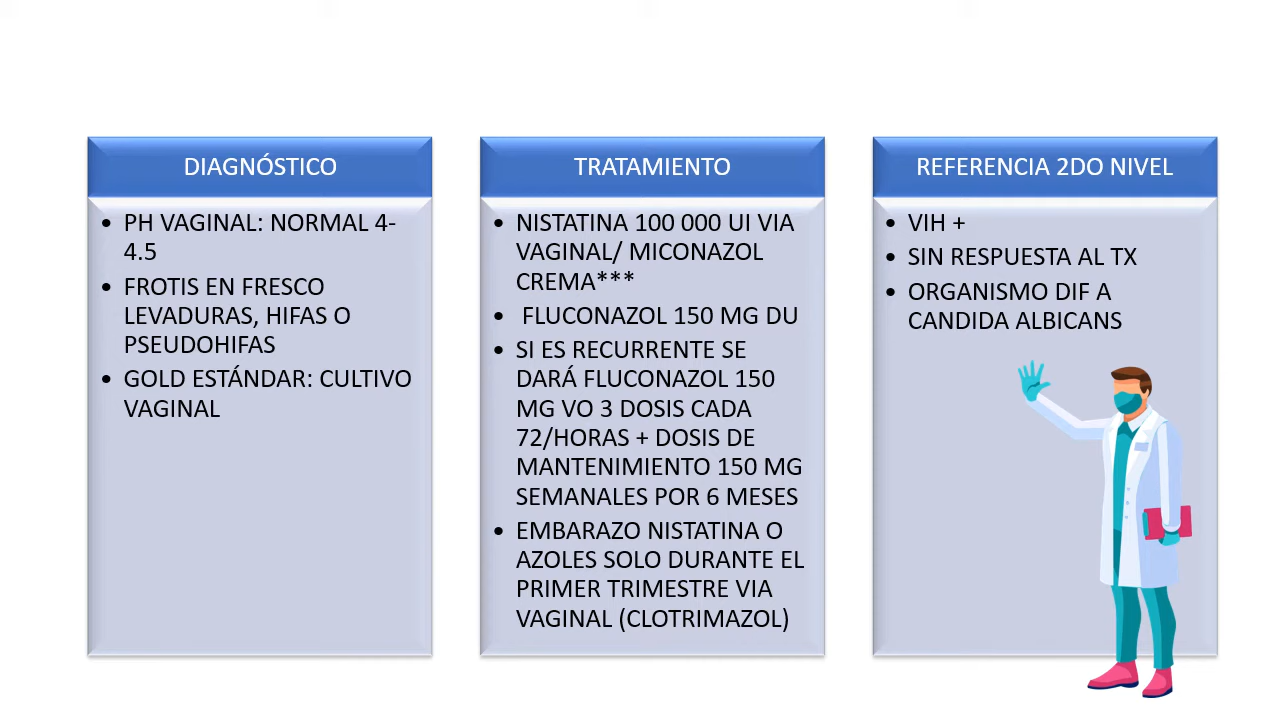 DIAGNÓSTICO
• PH VAGINAL: NORMAL 4-
4.5
• FROTIS EN FRESCO
LEVADURAS, HIFAS O
PSEUDOHIFAS
• GOLD ESTÁNDAR: CULTIVO
VAGINAL
TRATAMIENTO
• NISTATINA 100 000 UI VIA
VAGINAL/ MICONAZOL
CREMA***
• FLUCONAZOL 150 MG DU
• SI ES RECURRENTE SE
DARÁ FLUCONAZOL 150
MG VO 3 DOSIS CADA
72/HORAS + DOSIS DE
MANTENIMIENTO 150 MG
SEMANALES POR 6 MESES
• EMBARAZO NISTATINA O
AZOLES SOLO DURANTE EL
PRIMER TRIMESTRE VIA
VAGINAL (CLOTRIMAZOL)
REFERENCIA 2DO NIVEL
• VIH +
• SIN RESPUESTA AL TX
• ORGANISMO DIF A
CANDIDA ALBICANS